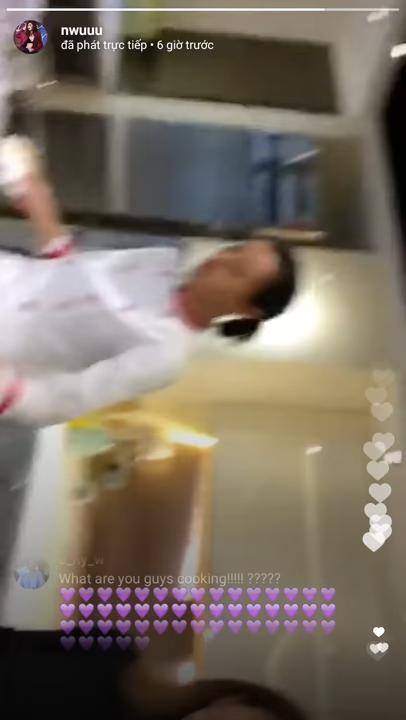 nwuuu
đã phát trực tiếp • 6 giờ trước
What are you guys cooking!!!!! ?????
💜💜💜💜💜💜💜💜💜💜💜💜💜💜💜
💜💜💜💜💜💜💜💜💜💜💜💜💜💜💜
💜💜💜💜💜💜💜💜💜💜💜💜💜💜💜
💜💜💜💜💜